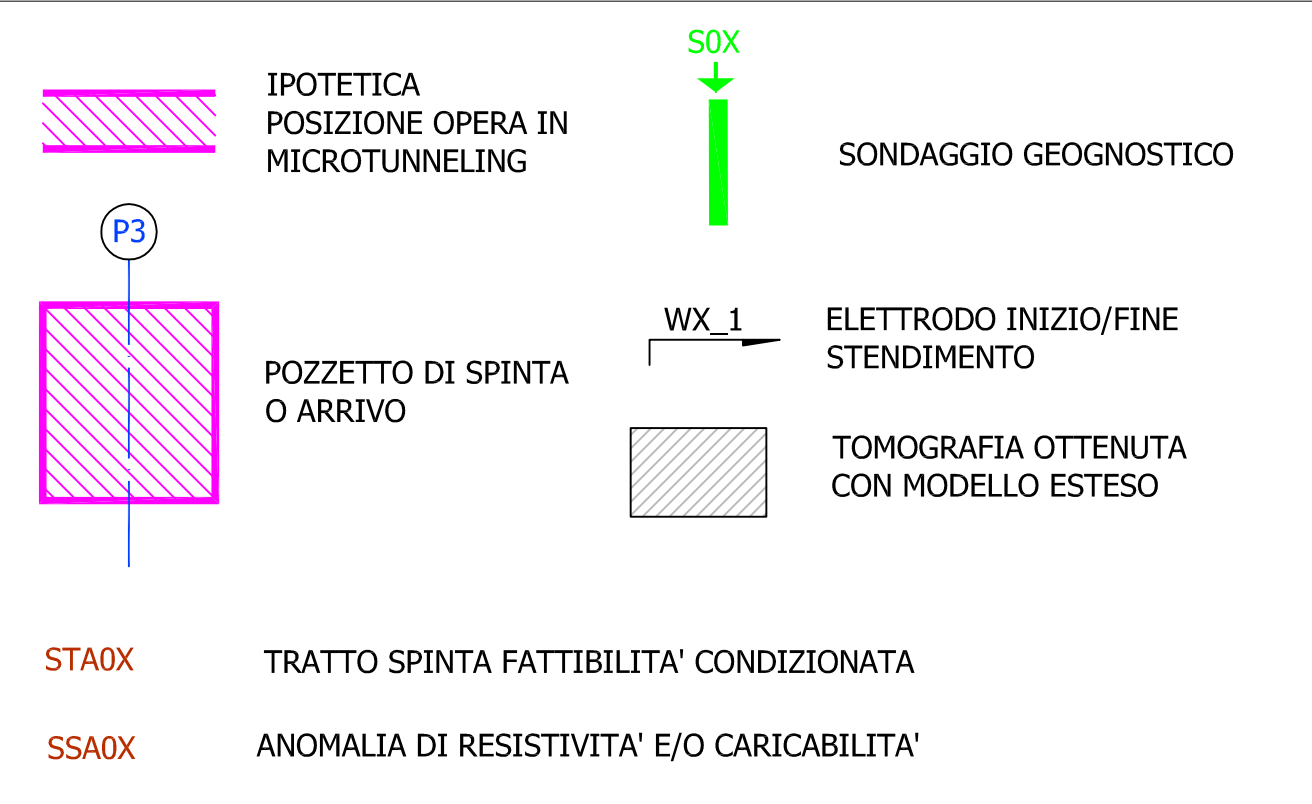 IPOTETICA
POSIZIONE OPERA IN
MICROTUNNELING
P3
POZZETTO DI SPINTA
O ARRIVO
S0X
SONDAGGIO GEOGNOSTICO
WX_1
ELETTRODO INIZIO/FINE
STENDIMENTO
TOMOGRAFIA OTTENUTA
CON MODELLO ESTESO
STA0X
TRATTO SPINTA FATTIBILITA' CONDIZIONATA
SSA0X
ANOMALIA DI RESISTIVITA' E/O CARICABILITA'